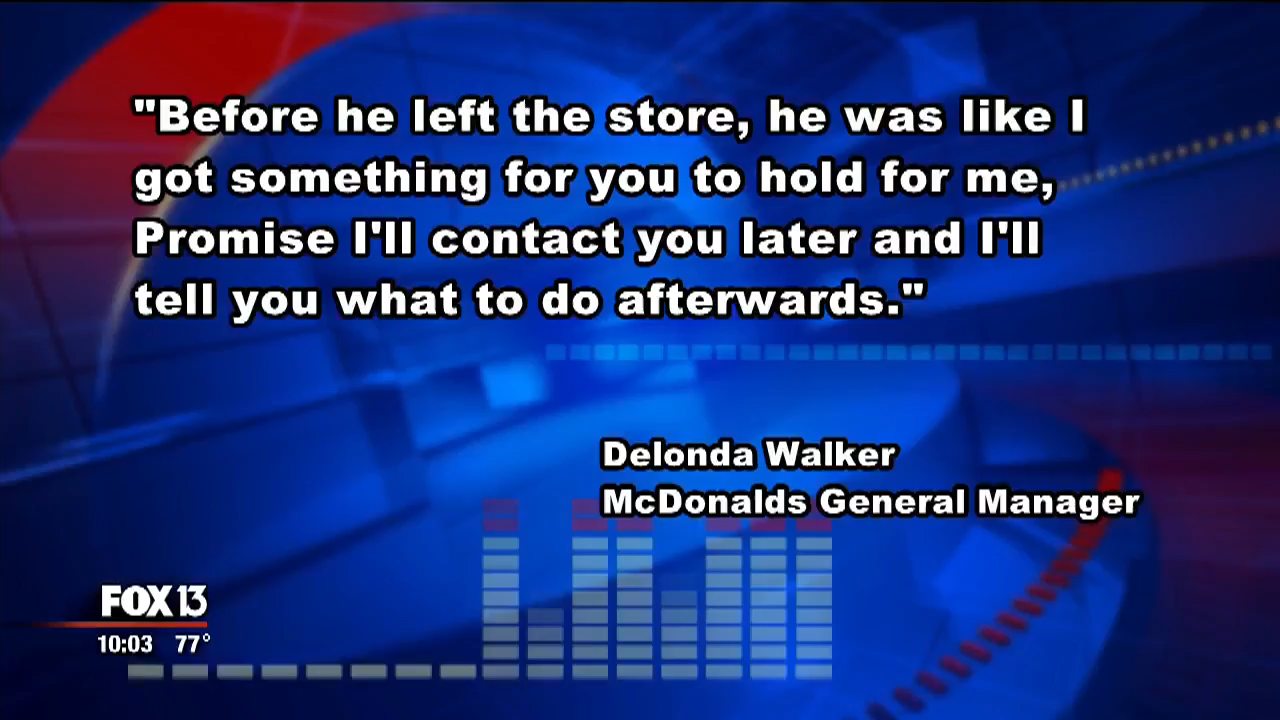 "Before he left the store, he was like I
got something for you to hold for me,
Promise I'll contact you later and I'll
tell you what to do afterwards."
Delonda Walker
McDonalds General Manager
FOX 13
10:03 77°